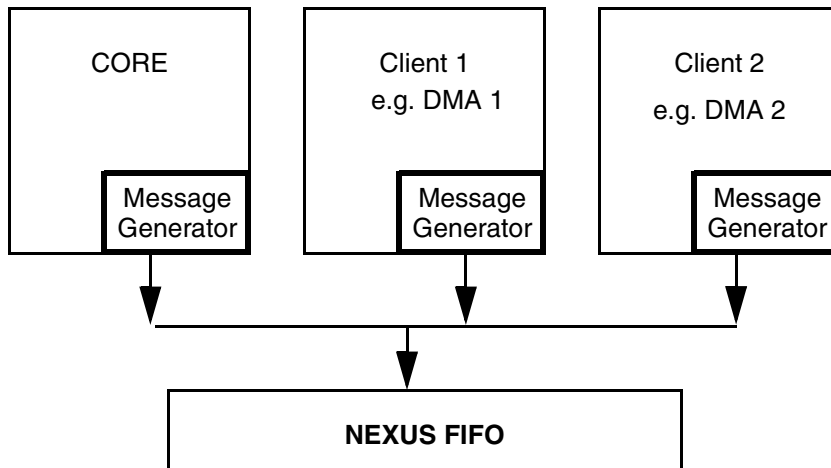 CORE
Client 1
e.g. DMA 1
Client 2
e.g. DMA 2
Message
Generator
Message
Generator
Message
Generator
NEXUS FIFO